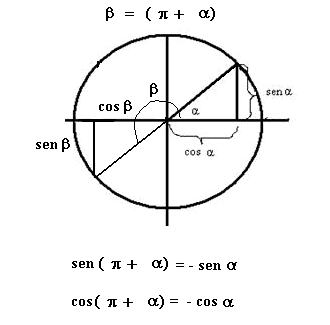 β = ( π + α)
cos β
β
α
sen α
sen β
cos α
sen ( π + α) = - sen α
cos( π + α) = - cos α